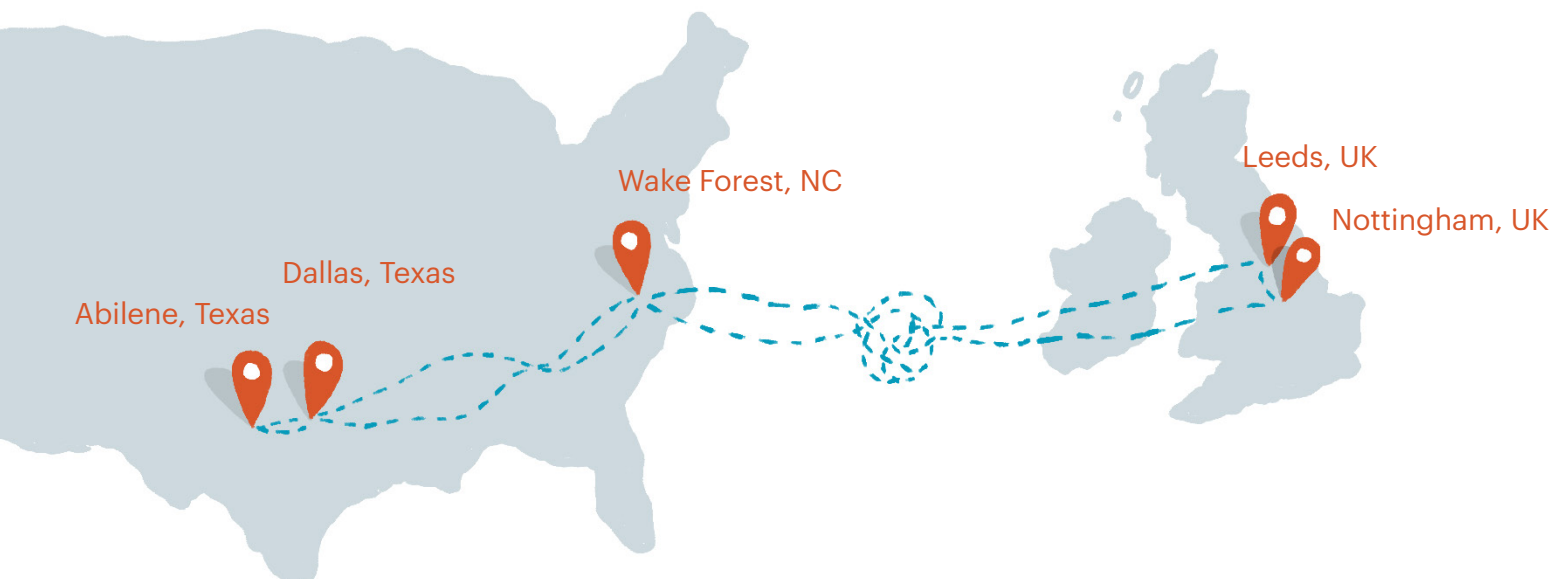 Leeds, UK
Wake Forest, NC
Nottingham, UK
Dallas, Texas
Abilene, Texas